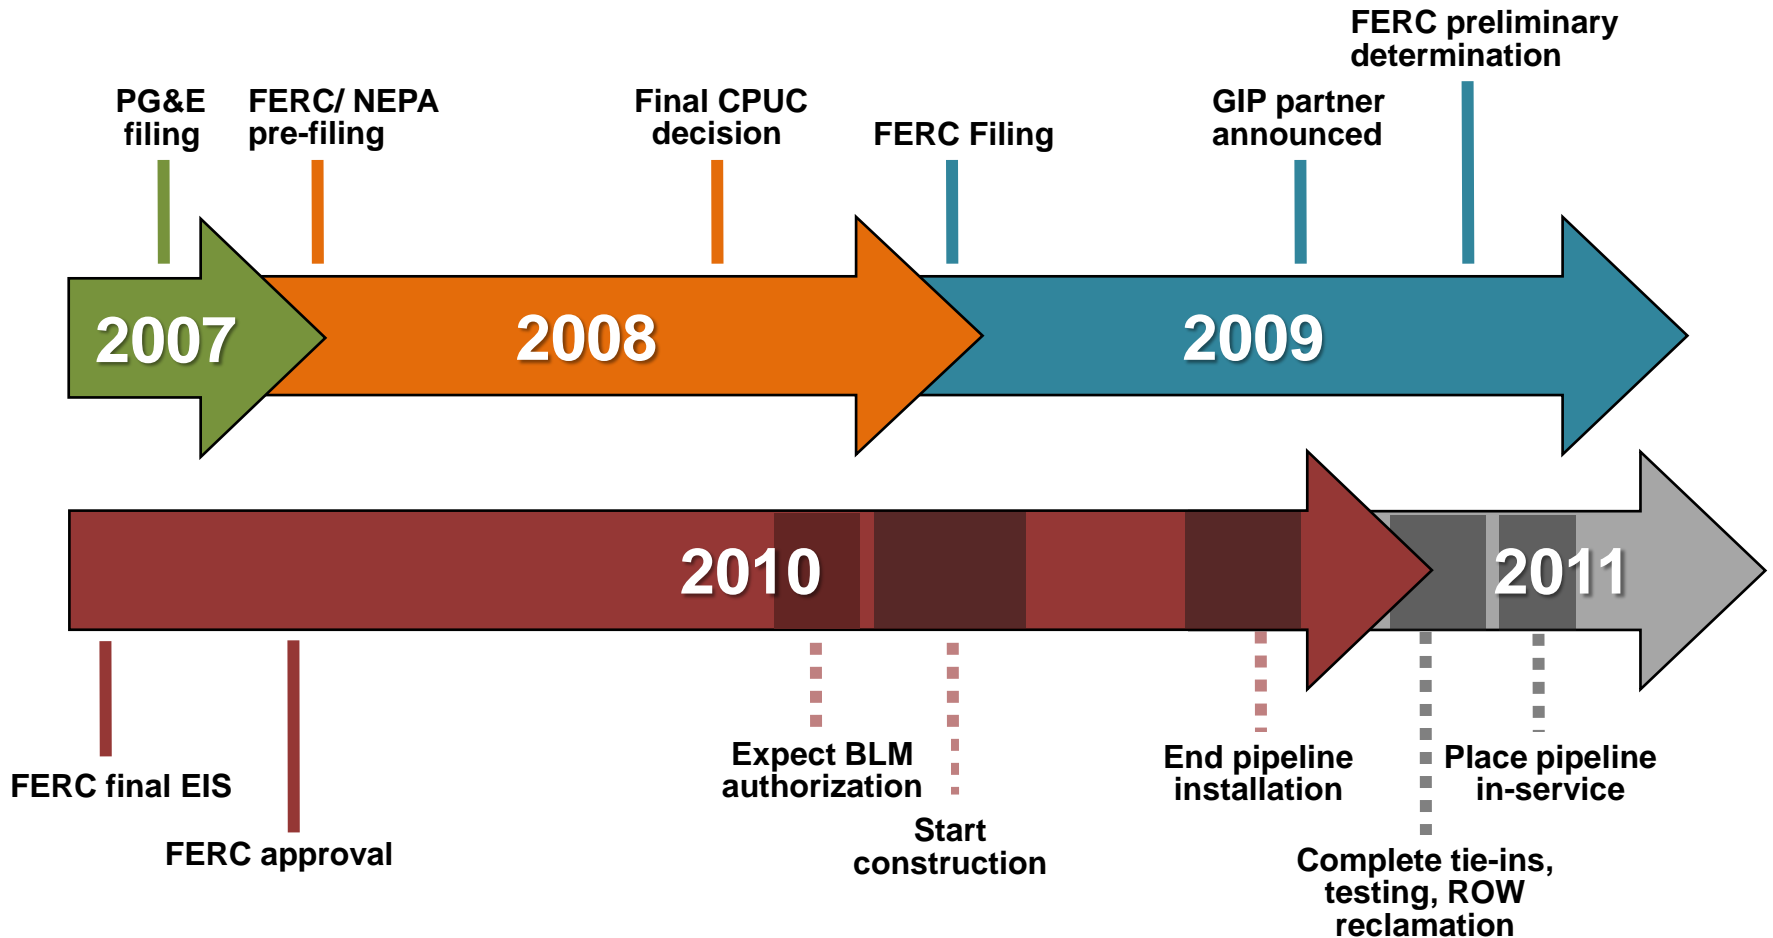 FERC preliminary
determination
PG&E
filing
FERC/ NEPA
pre-filing
Final CPUC
decision
FERC Filing
GIP partner
announced
2007
2008
2009
2010
2011
FERC final EIS
FERC approval
Expect BLM
authorization
Start
construction
End pipeline
installation
Place pipeline
in-service
Complete tie-ins,
testing, ROW
reclamation